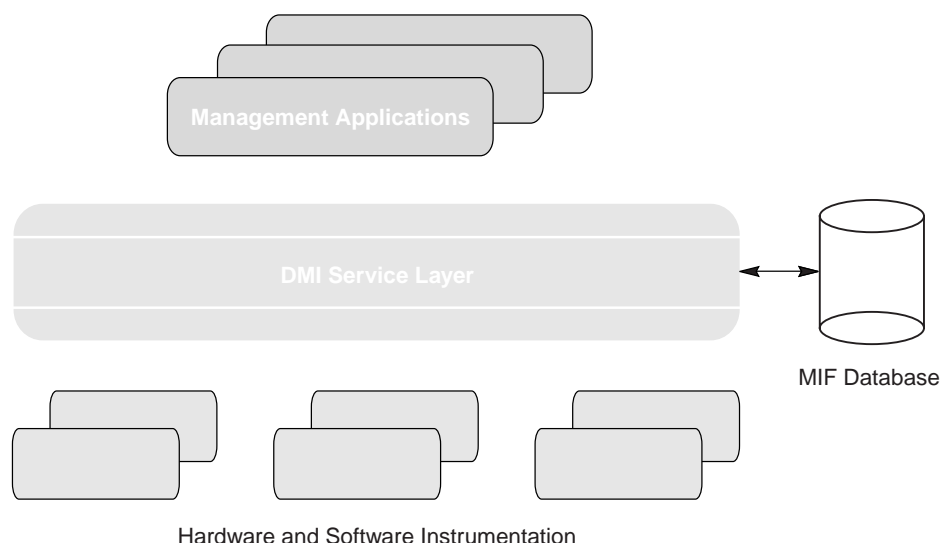 Management Applications
DMI Service Layer
MIF Database
Hardware and Software Instrumentation